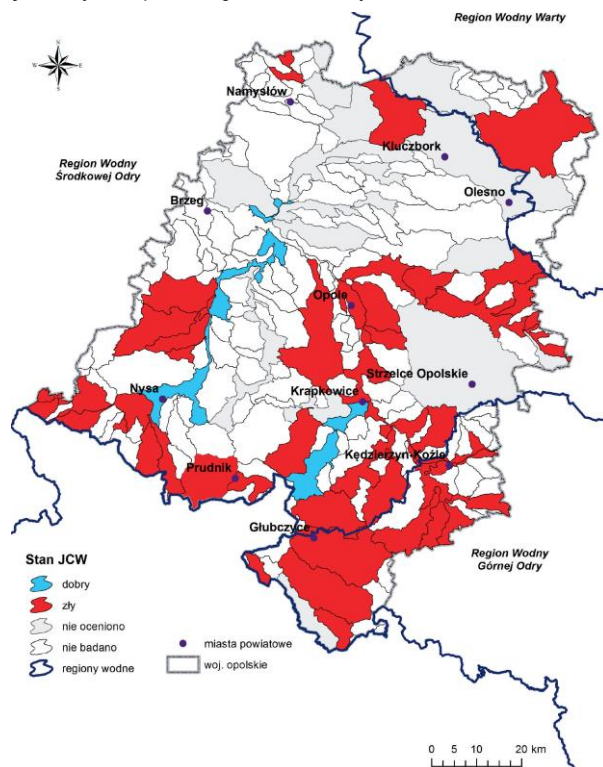 Region Wodny Warty
N
W E
S
Namysłów
Kluczbork
Region Wodny
Środkowej Odry
Olesno
Brzeg
Opole
Strzelce Opolskie
Nysa
Krapkowice
Kędzierzyn-Koźle
Prudnik
Głubczyce
Region Wodny
Górnej Odry
Stan JCW
dobry
zły
nie oceniono
nie badano
regiony wodne
miasta powiatowe
woj. opolskie
0 5 10 20 km